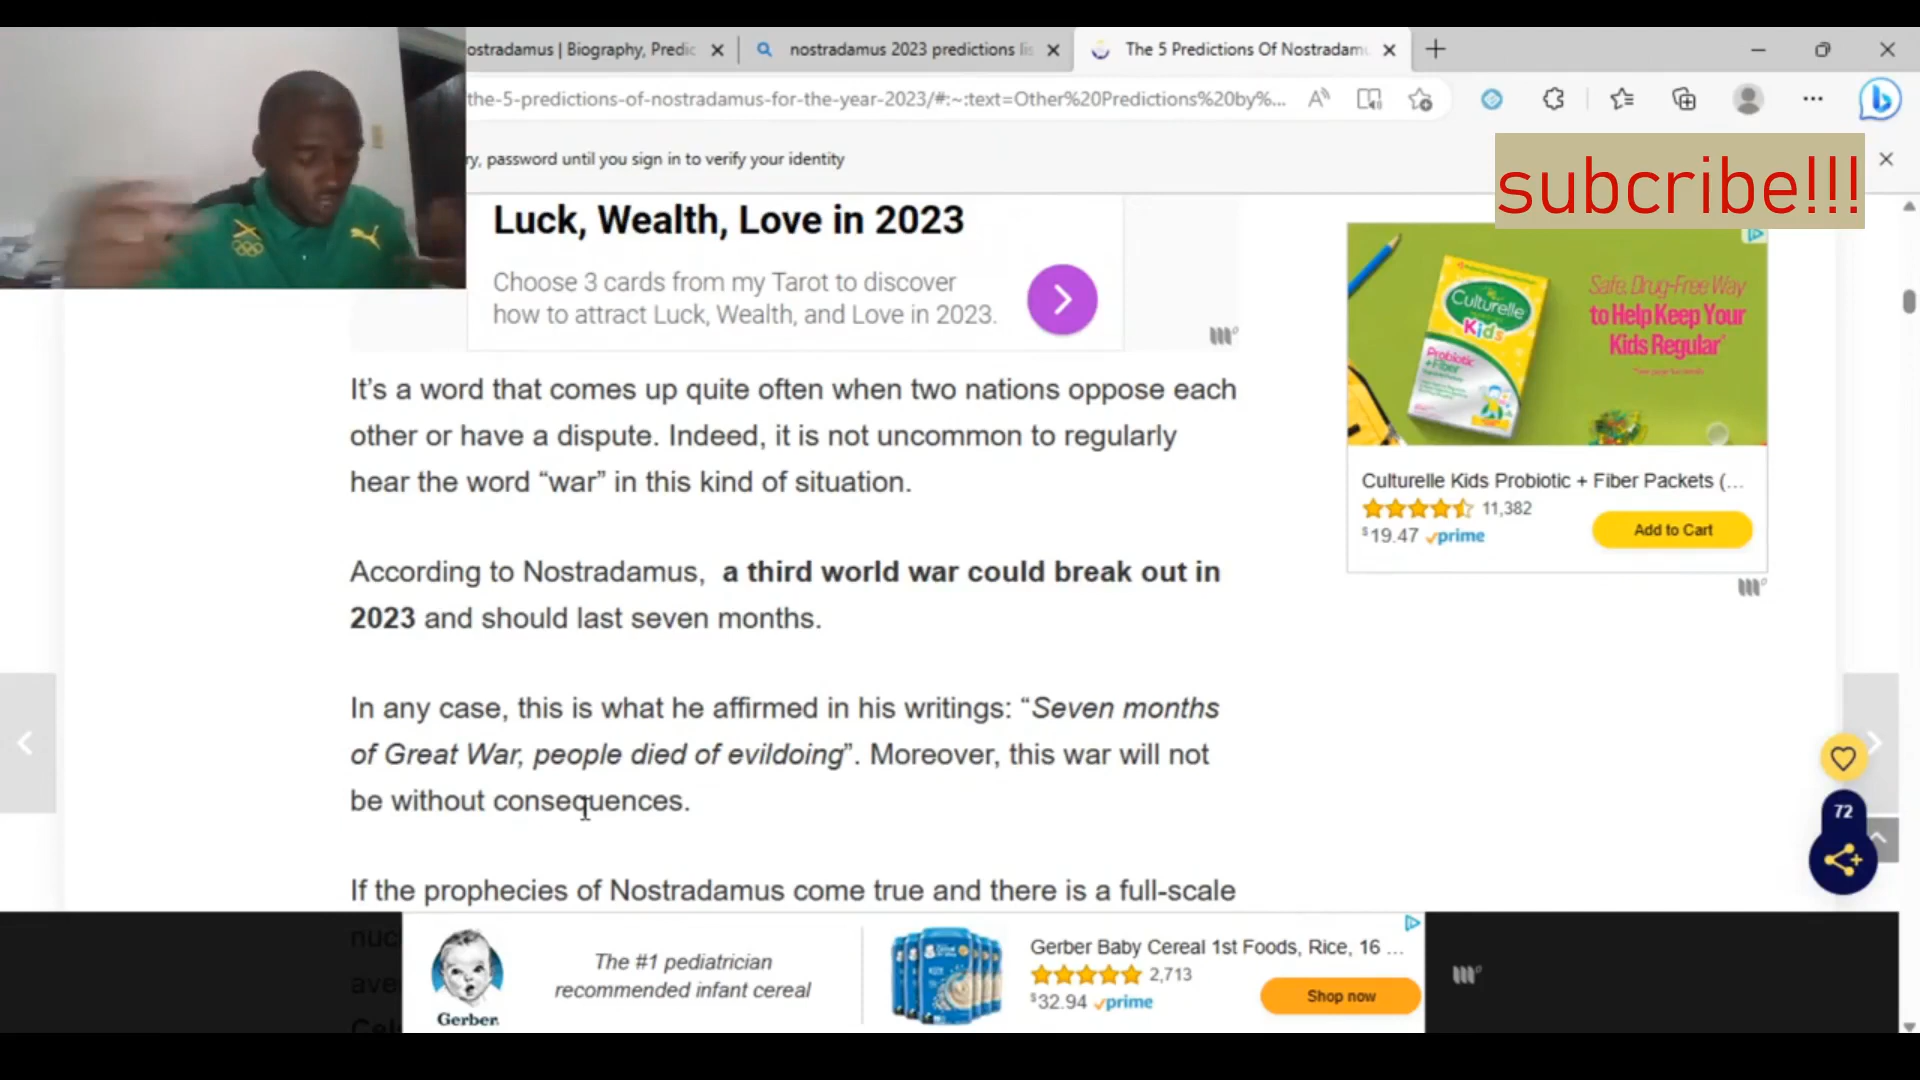 ostradamus | Biography, Predic
nostradamus 2023 predictions lis
The 5 Predictions Of Nostradam
the-5-predictions-of-nostradamus-for-the-year-2023/#:~:text=Other%20Predictions%20by%...
ry, password until you sign in to verify your identity
subcribe!!!
Luck, Wealth, Love in 2023
Choose 3 cards from my Tarot to discover
how to attract Luck, Wealth, and Love in 2023.
It's a word that comes up quite often when two nations oppose each
other or have a dispute. Indeed, it is not uncommon to regularly
hear the word “war” in this kind of situation.
According to Nostradamus, a third world war could break out in
2023 and should last seven months.
In any case, this is what he affirmed in his writings: “Seven months
of Great War, people died of evildoing”. Moreover, this war will not
be without consequences.
If the prophecies of Nostradamus come true and there is a full-scale
nuc
ave
Culturelle
Kids
Probiotic
+Fiber
Safe, Drug-Free Way
to Help Keep Your
Kids Regular*
Culturelle Kids Probiotic + Fiber Packets (...
11,382
$19.47 prime
Add to Cart
72
Gerber
The #1 pediatrician
recommended infant cereal
Gerber Baby Cereal 1st Foods, Rice, 16 ...
2,713
$32.94 prime
Shop now